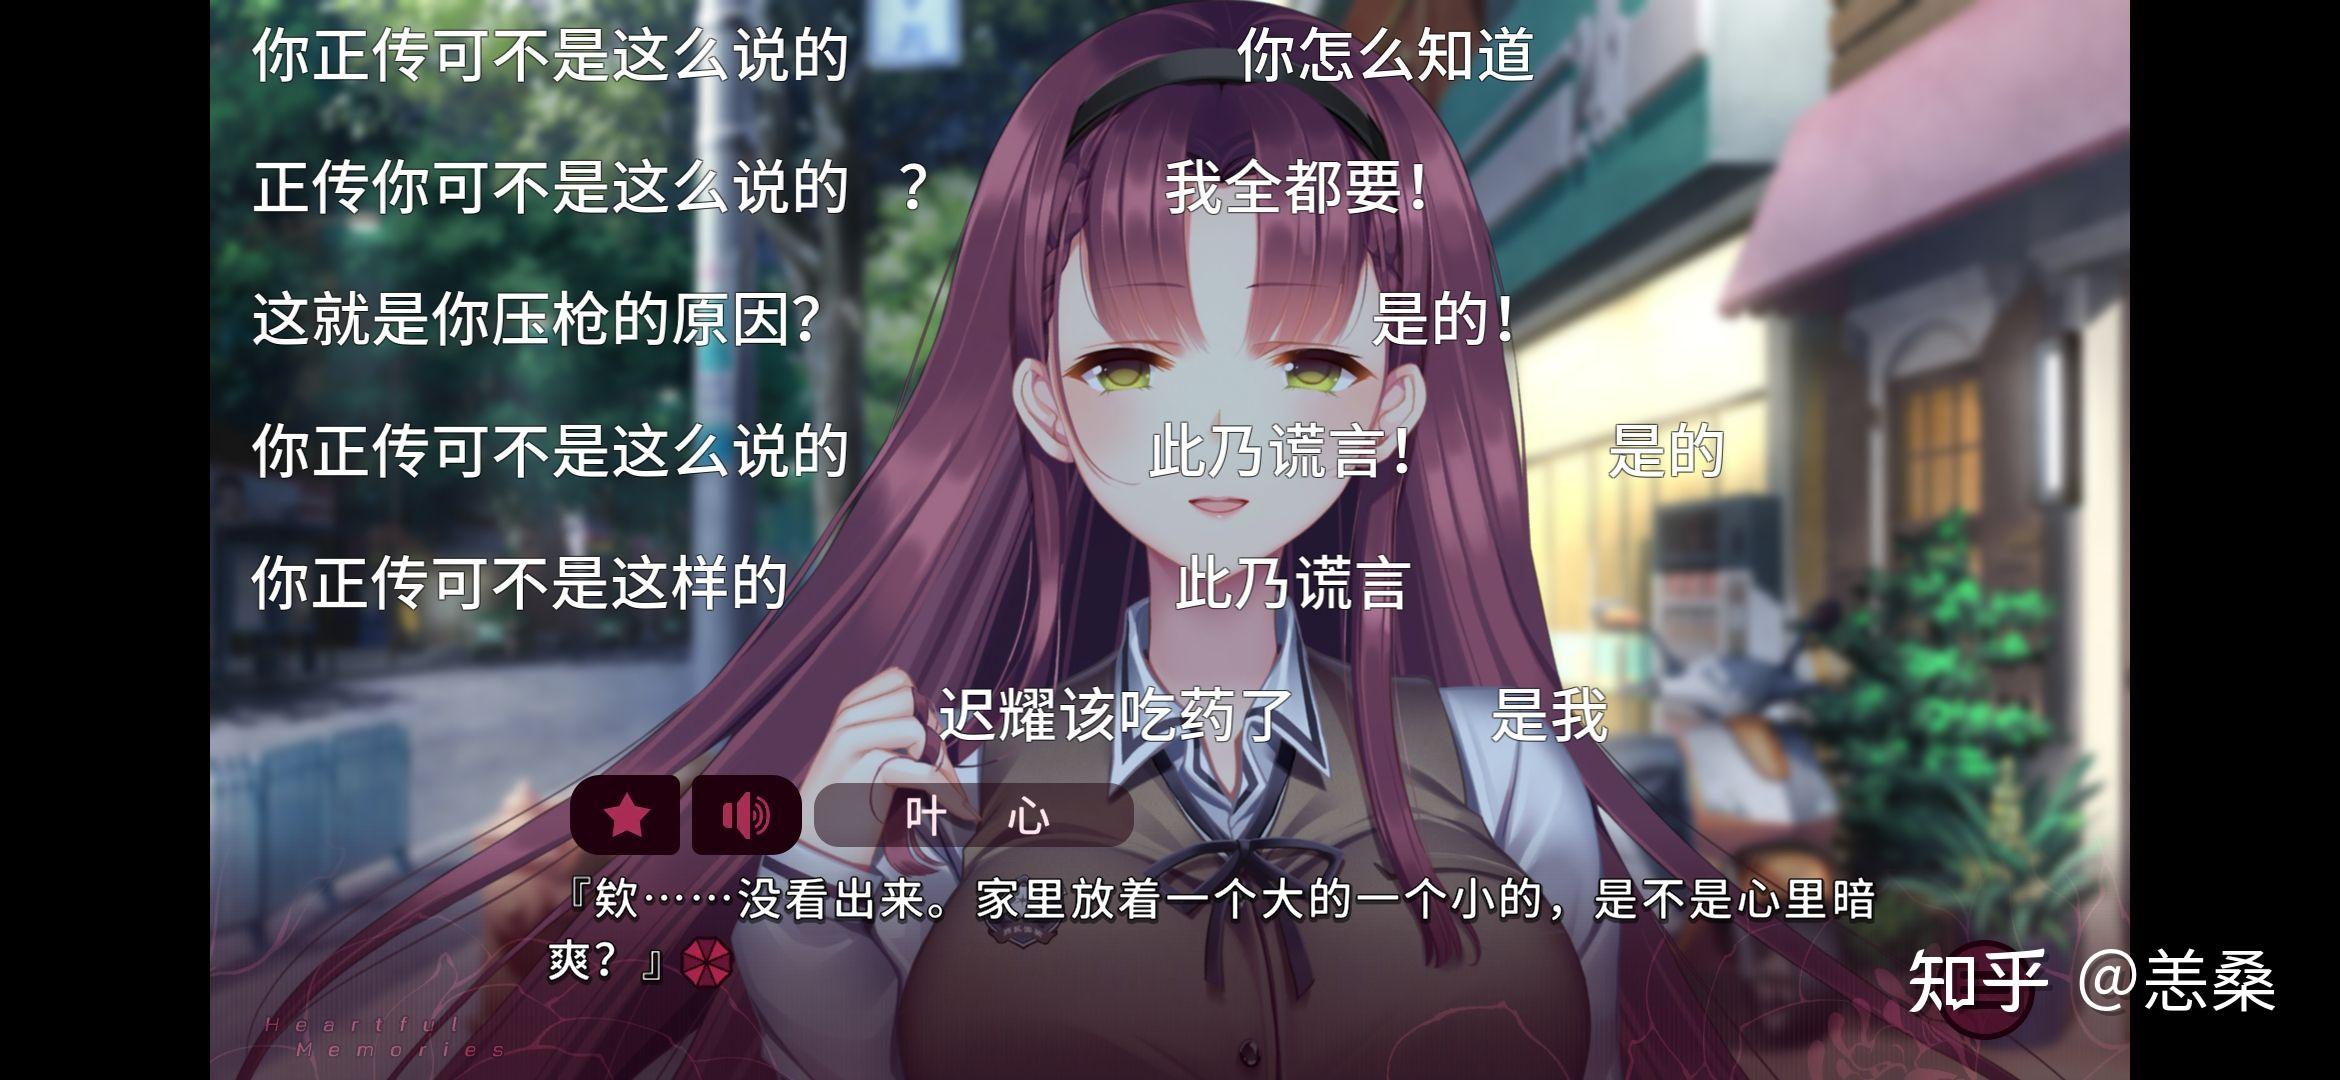 你正传可不是这么说的 你怎么知道
正传你可不是这么说的 ? 我全都要!
这就是你压枪的原因? 是的!
你正传可不是这么说的 此乃谎言! 是的
你正传可不是这样的 此乃谎言
迟耀该吃药了 是我
叶 心
『欸……没看出来。家里放着一个大的一个小的，是不是心里暗
爽？』
知乎 @恙桑
Heartful
Memories